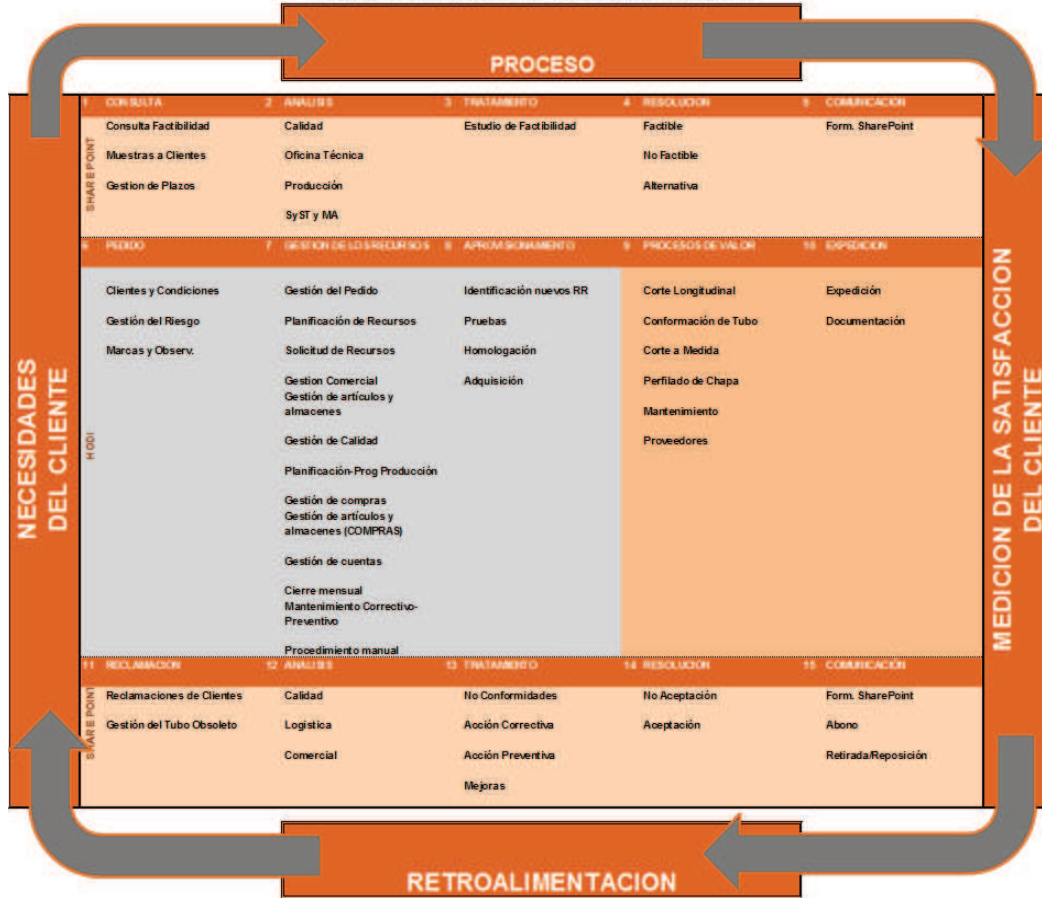 PROCESO
NECESIDADES
DEL CLIENTE
MEDICION DE LA SATISFACCION
DEL CLIENTE
SHARE POINT
1 CONSULTA
2 ANALISIS
3 TRATAMIENTO
4 RESOLUCION
5 COMUNICACION
Consulta Factibilidad
Calidad
Estudio de Factibilidad
Factible
Form. SharePoint
Muestras a Clientes
Oficina Técnica
No Factible
Gestion de Plazos
Producción
Alternativa
SyST y MA
6 PEDIDO
7 GESTION DE LOS RECURSOS
8 APROVISIONAMIENTO
9 PROCESOS DE VALOR
10 EXPEDICION
HODI
Clientes y Condiciones
Gestión del Pedido
Identificación nuevos RR
Corte Longitudinal
Expedición
Gestión del Riesgo
Planificación de Recursos
Pruebas
Conformación de Tubo
Documentación
Marcas y Observ.
Solicitud de Recursos
Homologación
Corte a Medida
Gestion Comercial
Adquisición
Perfilado de Chapa
Gestión de artículos y
almacenes
Mantenimiento
Gestión de Calidad
Proveedores
Planificación-Prog Producción
Gestión de compras
Gestión de artículos y
almacenes (COMPRAS)
Gestión de cuentas
Cierre mensual
Mantenimiento Correctivo-
Preventivo
Procedimiento manual
11 RECLAMACION
12 ANALISIS
13 TRATAMIENTO
14 RESOLUCION
15 COMUNICACIÓN
SHARE POINT
Reclamaciones de Clientes
Calidad
No Conformidades
No Aceptación
Form. SharePoint
Gestión del Tubo Obsoleto
Logistica
Acción Correctiva
Aceptación
Abono
Comercial
Acción Preventiva
Retirada/Reposición
Mejoras
RETROALIMENTACION